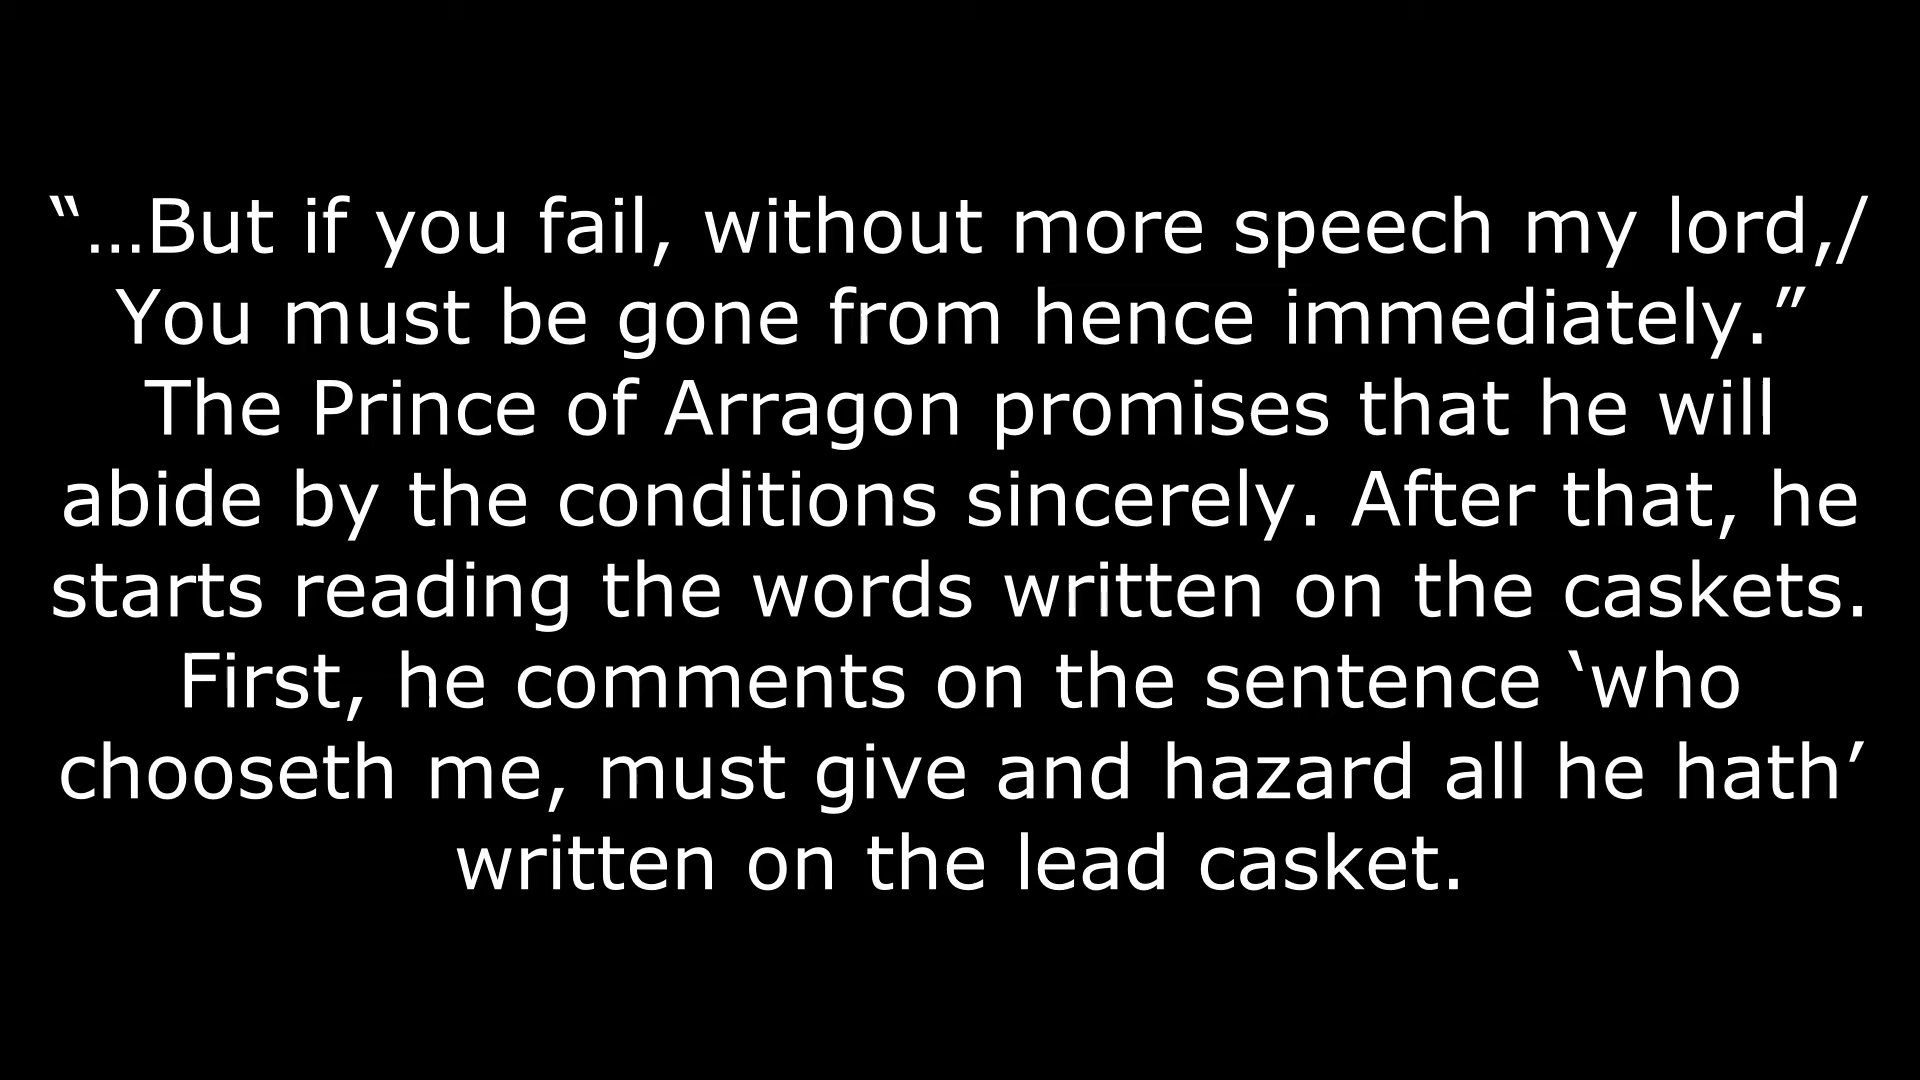 “…But if you fail, without more speech my lord,/
You must be gone from hence immediately.”
The Prince of Arragon promises that he will
abide by the conditions sincerely. After that, he
starts reading the words written on the caskets.
First, he comments on the sentence ‘who
chooseth me, must give and hazard all he hath’
written on the lead casket.